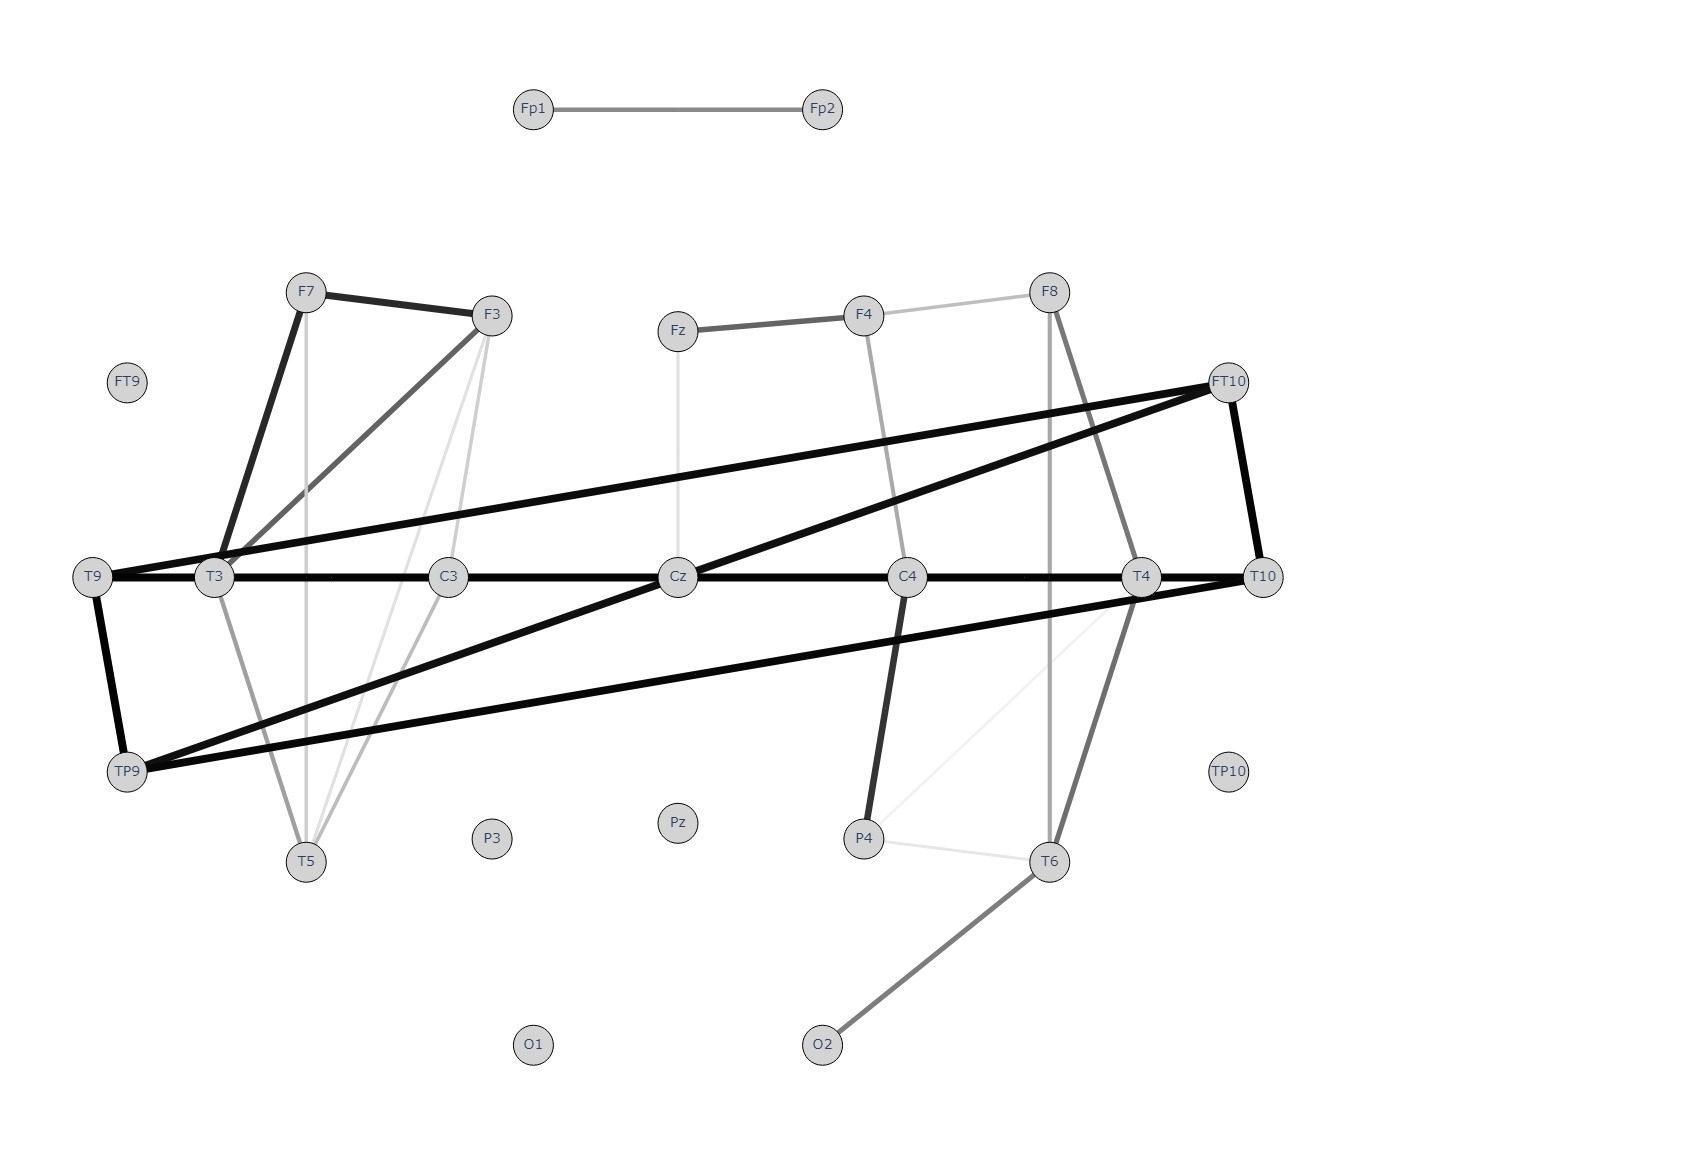 Fp1 Fp2
F7 F3 Fz F4 F8
FT9 FT10
T9 T3 C3 Cz C4 T4 T10
TP9 TP10
T5 P3 Pz P4 T6
O1 O2